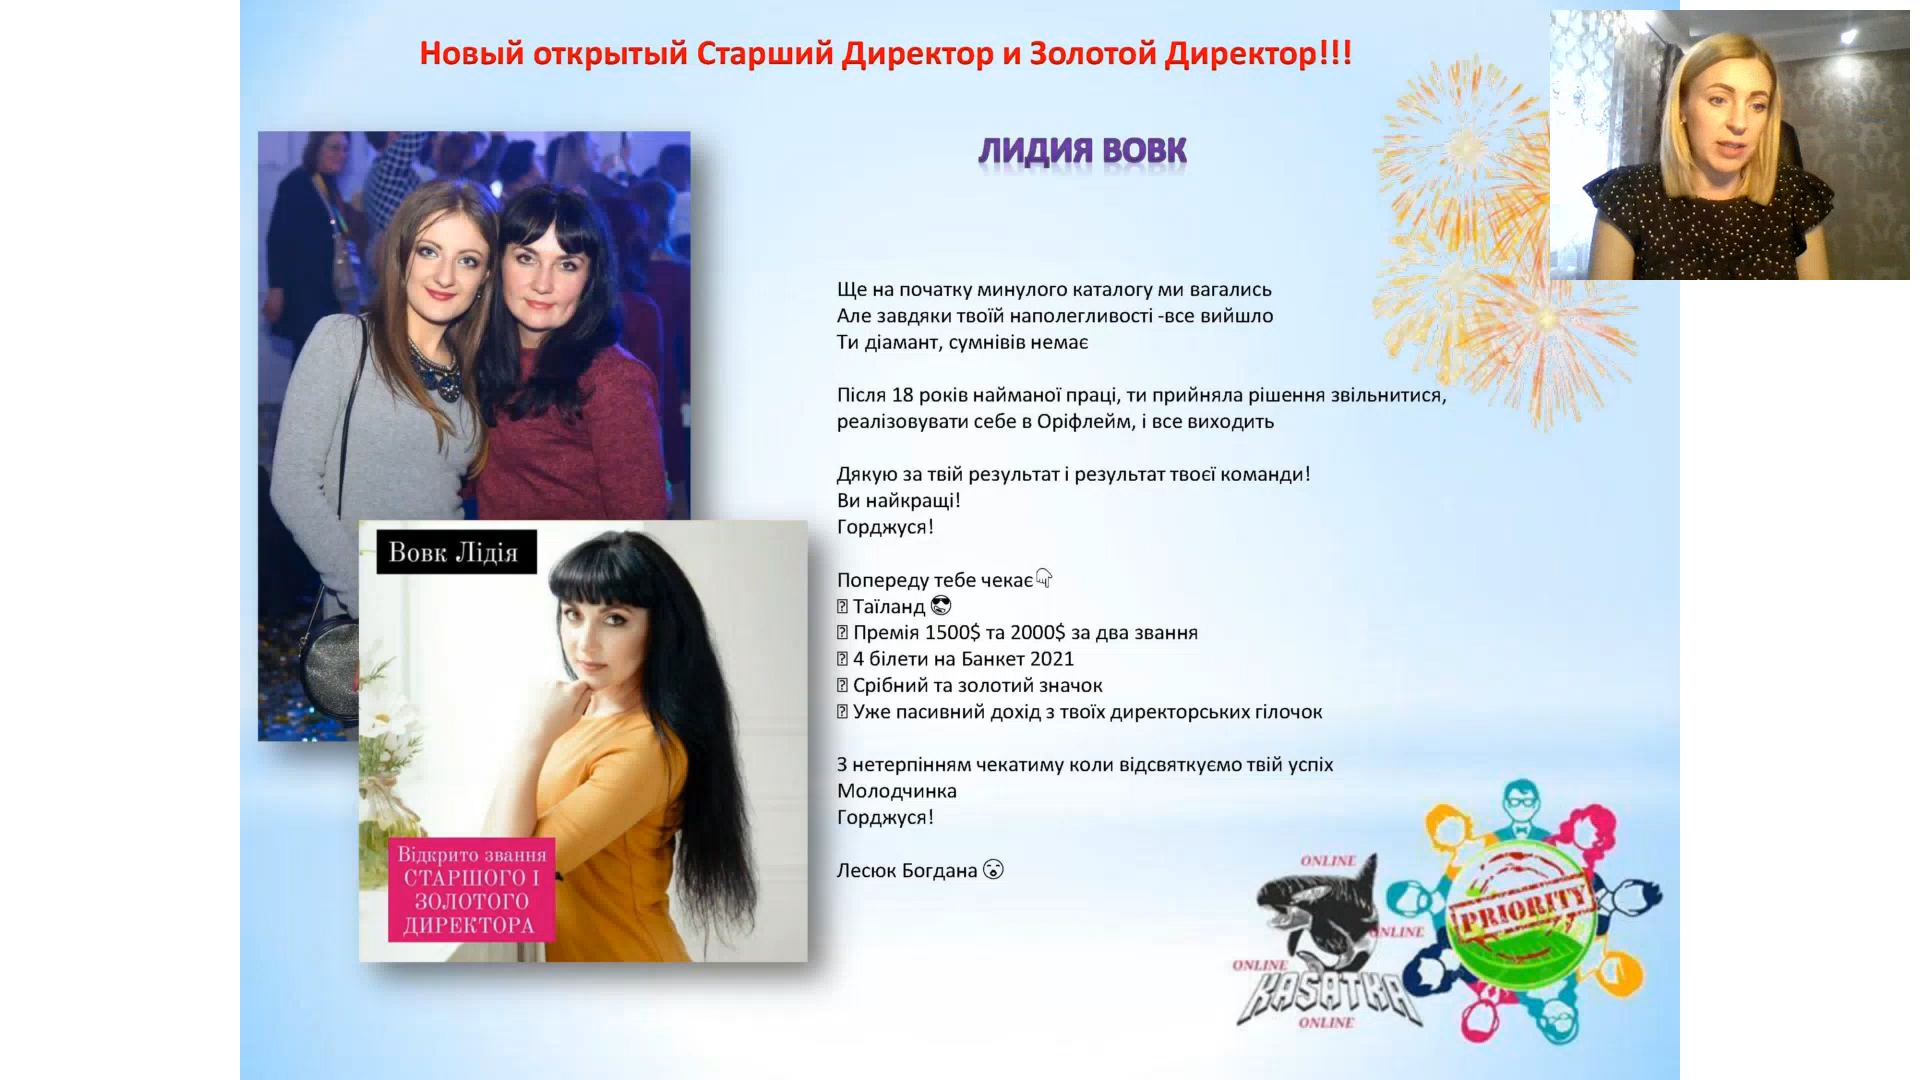 Новый открытый Старший Директор и Золотой Директор!!!
ЛИДИЯ ВОВК
Ще на початку минулого каталогу ми вагались
Але завдяки твоїй наполегливості -все вийшло
Ти діамант, сумнівів немає
Після 18 років найманої праці, ти прийняла рішення звільнитися,
реалізовувати себе в Оріфлейм, і все виходить
Дякую за твій результат і результат твоєї команди!
Ви найкращі!
Горджуся!
Попереду тебе чекає
Таїланд
Премія 1500$ та 2000$ за два звання
4 білети на Банкет 2021
Срібний та золотий значок
Уже пасивний дохід з твоїх директорських гілочок
З нетерпінням чекатиму коли відсвяткуємо твій успіх
Молодчинка
Горджуся!
Лесюк Богдана
Вовк Лідія
Відкрито звання
СТАРШОГО І
ЗОЛОТОГО
ДИРЕКТОРА
ONLINE
ONLINE
ONLINE
KASATKA
ONLINE
PRIORITY